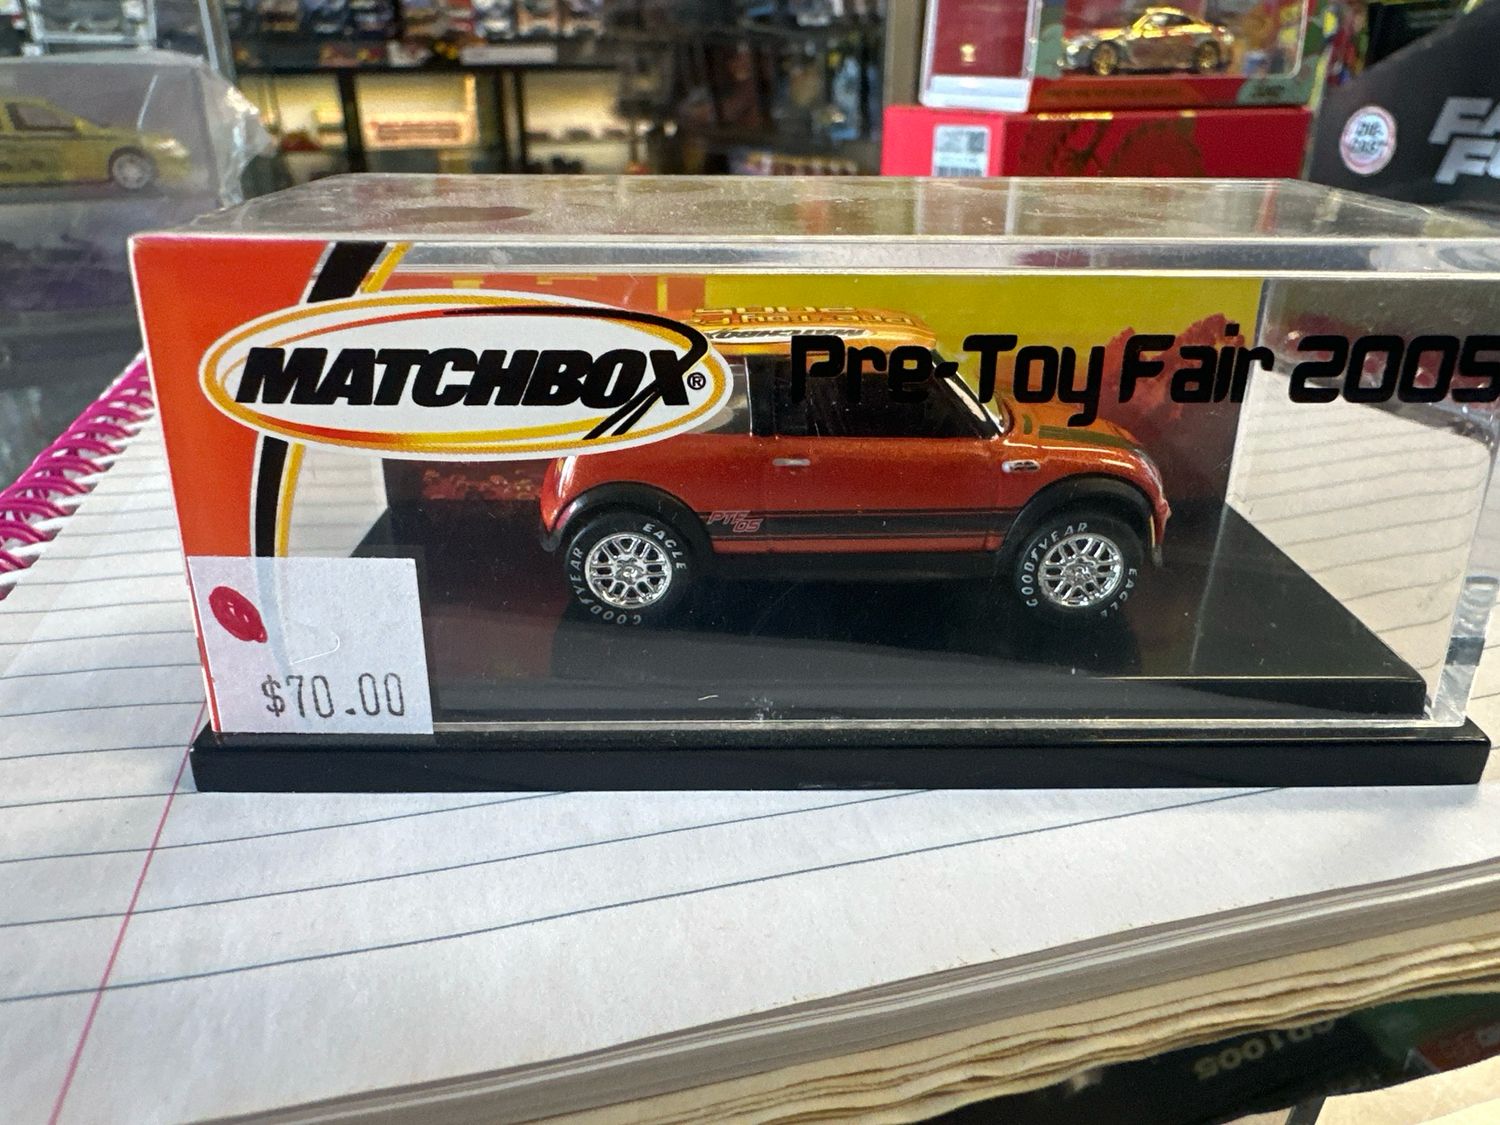 MATCHBOX®
Pre-Toy Fair 2005
PTF
05
EAGLE
GOODYEAR
GOODYEAR
EAGLE
$70.00